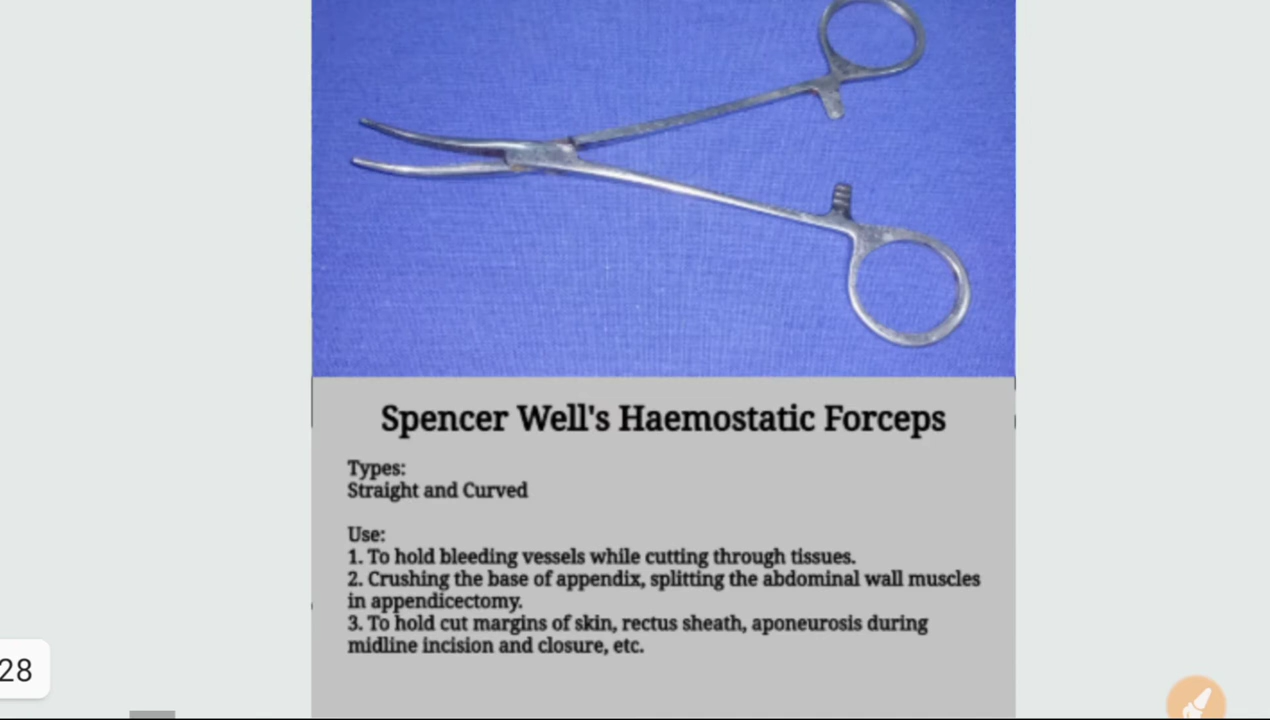 Spencer Well's Haemostatic Forceps
Types:
Straight and Curved
Use:
1. To hold bleeding vessels while cutting through tissues.
2. Crushing the base of appendix, splitting the abdominal wall muscles
in appendicectomy.
3. To hold cut margins of skin, rectus sheath, aponeurosis during
midline incision and closure, etc.
28